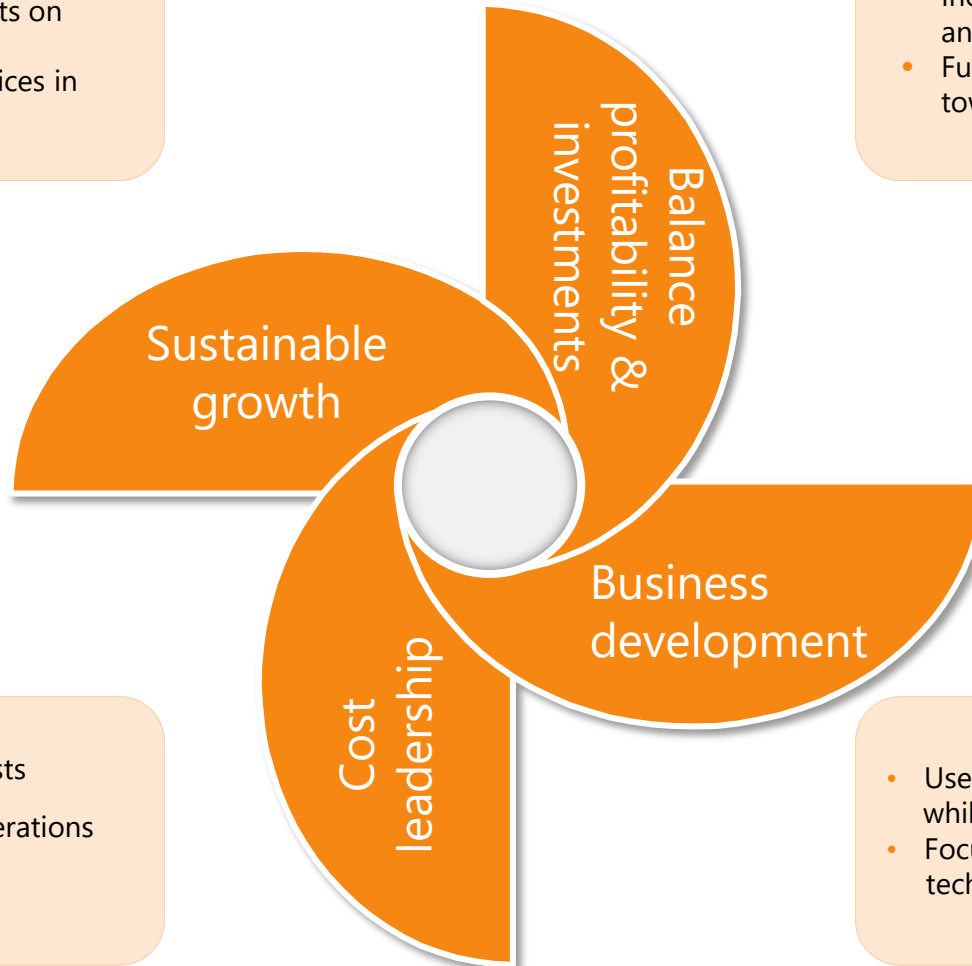 ts on
ices in
an
• Fu
tow
Balance
profitability &
investments
Sustainable
growth
Business
development
Cost
leadership
sts
erations
• Use
whil
• Focu
tech